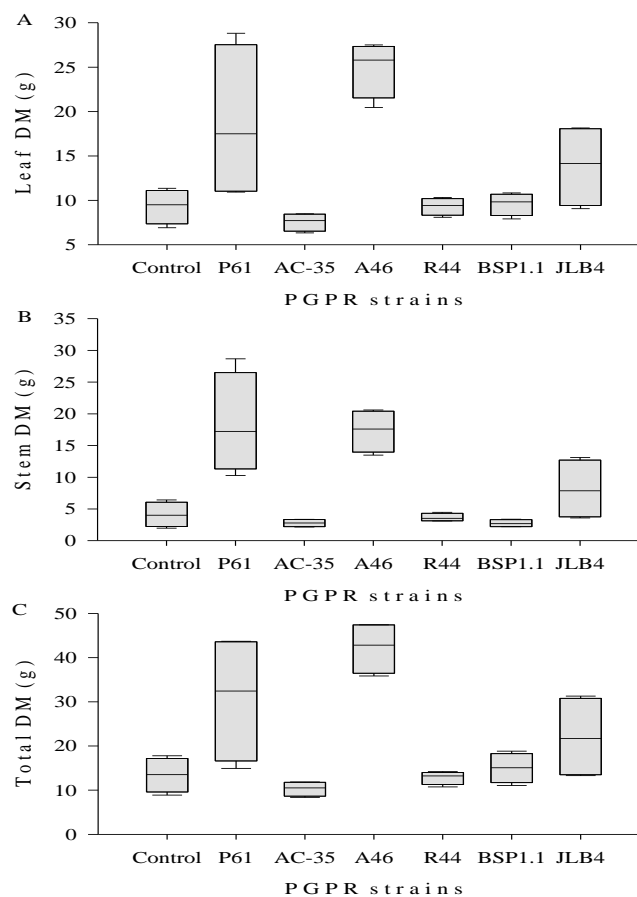 A
30
25
20
15
10
5
Leaf DM (g)
Control P61 AC-35 A46 R44 BSP1.1 JLB4
PGPR strains
B
35
30
25
20
15
10
5
0
Stem DM (g)
Control P61 AC-35 A46 R44 BSP1.1 JLB4
PGPR strains
C
50
40
30
20
10
0
Total DM (g)
Control P61 AC-35 A46 R44 BSP1.1 JLB4
PGPR strains